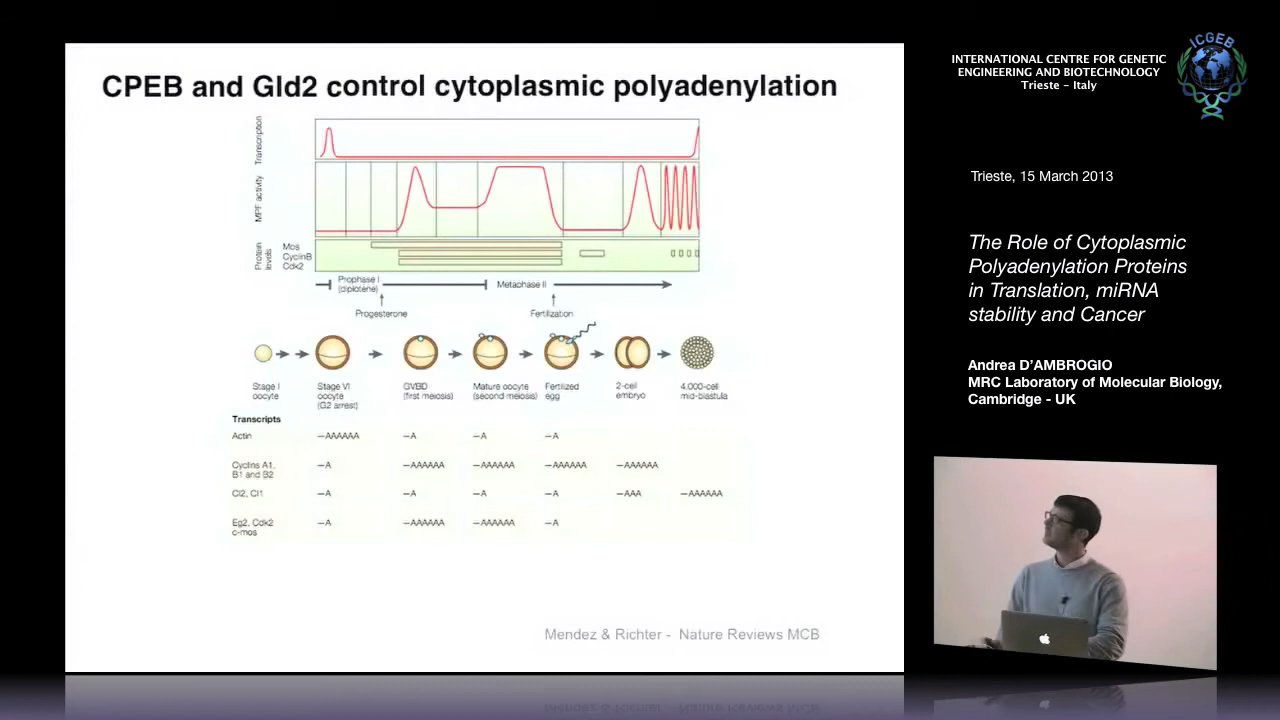 CPEB and Gld2 control cytoplasmic polyadenylation
Transcription
MPF activity
Protein
levels
Mos
CyclinB
Cdk2
Prophase I
(diplotene)
Metaphase II
Progesterone
Fertilization
Stage I
oocyte
Stage VI
oocyte
(G2 arrest)
GVBD
(first meiosis)
Mature oocyte
(second meiosis)
Fertilized
egg
2-cell
embryo
4,000-cell
mid-blastula
Transcripts
Actin –AAAAAA –A –A –A
Cyclins A1, –A –AAAAAA –AAAAAA –AAAAAA –AAAAAA
B1 and B2
Cl2, Cl1 –A –A –A –A –AAA –AAAAAA
Eg2, Cdk2 –A –AAAAAA –AAAAAA –A
c-mos
Mendez & Richter - Nature Reviews MCB
INTERNATIONAL CENTRE FOR GENETIC
ENGINEERING AND BIOTECHNOLOGY
Trieste – Italy
ICGEB
Trieste, 15 March 2013
The Role of Cytoplasmic
Polyadenylation Proteins
in Translation, miRNA
stability and Cancer
Andrea D'AMBROGIO
MRC Laboratory of Molecular Biology,
Cambridge - UK